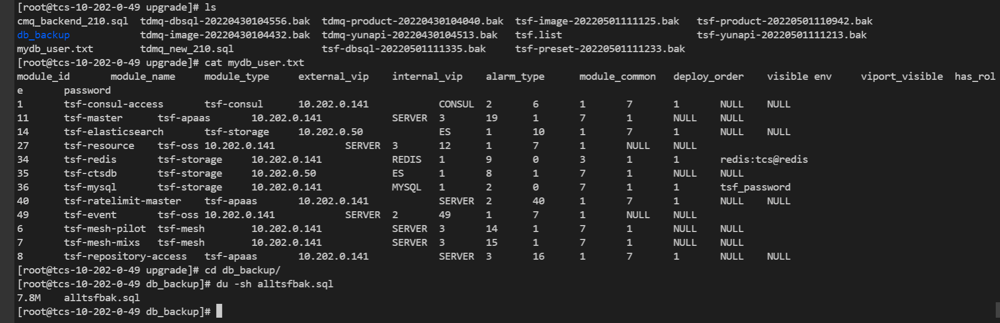 [root@tcs-10-202-0-49 upgrade]# ls
cmq_backend_210.sql  tdmq-dbsql-20220430104556.bak  tdmq-product-20220430104040.bak  tsf-image-20220501111125.bak   tsf-product-20220501110942.bak
db_backup            tdmq-image-20220430104432.bak  tdmq-yunapi-20220430104513.bak   tsf.list                       tsf-yunapi-20220501111213.bak
mydb_user.txt        tdmq_new_210.sql               tsf-dbsql-20220501111335.bak     tsf-preset-20220501111233.bak
[root@tcs-10-202-0-49 upgrade]# cat mydb_user.txt
module_id       module_name     module_type     external_vip    internal_vip    alarm_type      module_common   deploy_order    visible env     viport_visible  has_rol
e       password
1       tsf-consul-access       tsf-consul      10.202.0.141            CONSUL  2       6       1       7       1       NULL    NULL
11      tsf-master      tsf-apaas       10.202.0.141            SERVER  3       19      1       7       1       NULL    NULL
14      tsf-elasticsearch       tsf-storage     10.202.0.50             ES      1       10      1       7       1       NULL    NULL
27      tsf-resource    tsf-oss 10.202.0.141            SERVER  3       12      1       7       1       NULL    NULL
34      tsf-redis       tsf-storage     10.202.0.141            REDIS   1       9       0       3       1       1       redis:tcs@redis
35      tsf-ctsdb       tsf-storage     10.202.0.50             ES      1       8       1       7       1       NULL    NULL
36      tsf-mysql       tsf-storage     10.202.0.141            MYSQL   1       2       0       7       1       1       tsf_password
40      tsf-ratelimit-master    tsf-apaas       10.202.0.141            SERVER  2       40      1       7       1       NULL    NULL
49      tsf-event       tsf-oss 10.202.0.141            SERVER  2       49      1       7       1       NULL    NULL
6       tsf-mesh-pilot  tsf-mesh        10.202.0.141            SERVER  3       14      1       7       1       NULL    NULL
7       tsf-mesh-mixs   tsf-mesh        10.202.0.141            SERVER  3       15      1       7       1       NULL    NULL
8       tsf-repository-access   tsf-apaas       10.202.0.141            SERVER  3       16      1       7       1       NULL    NULL
[root@tcs-10-202-0-49 upgrade]# cd db_backup/
[root@tcs-10-202-0-49 db_backup]# du -sh alltsfbak.sql
7.8M    alltsfbak.sql
[root@tcs-10-202-0-49 db_backup]#